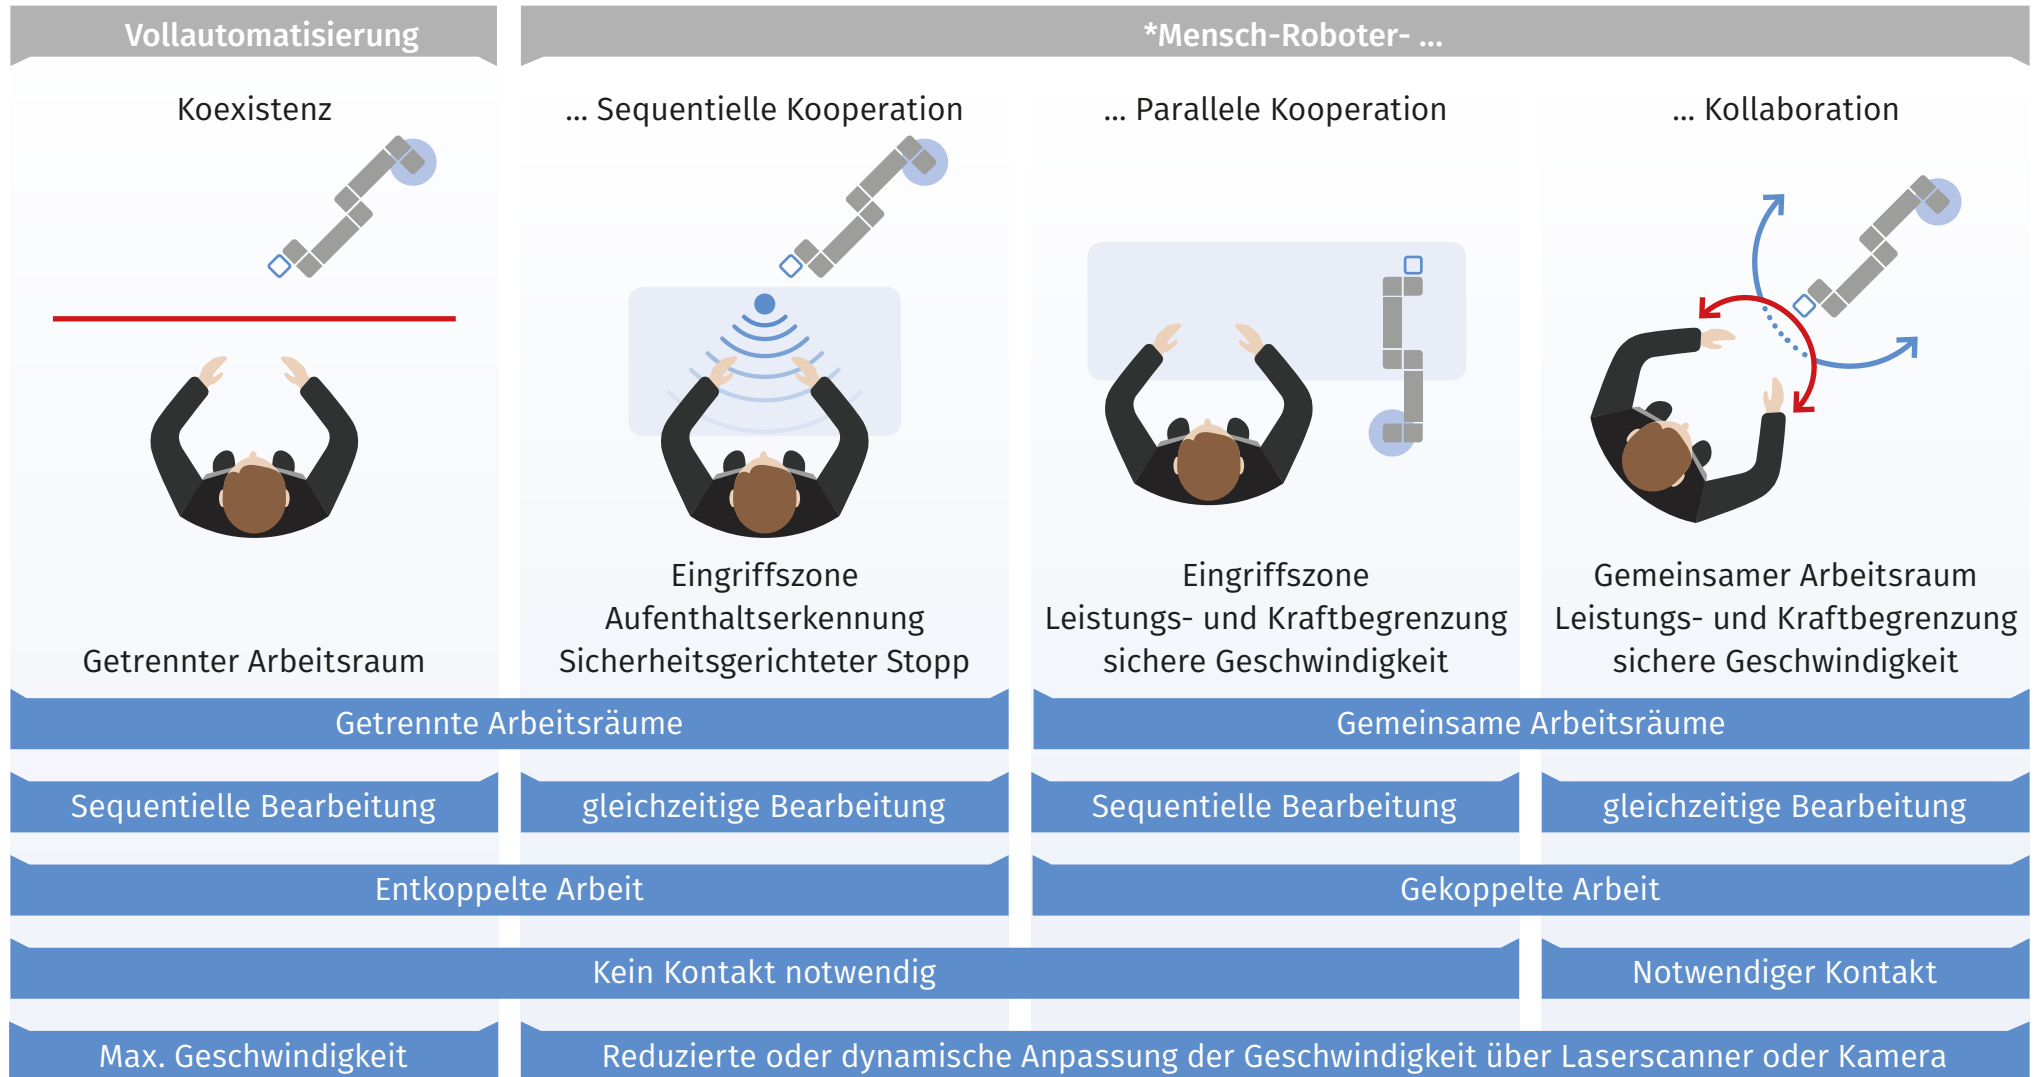 Vollautomatisierung
*Mensch-Roboter- ...
Koexistenz
... Sequentielle Kooperation
... Parallele Kooperation
... Kollaboration
Getrennter Arbeitsraum
Eingriffszone
Aufenthaltserkennung
Sicherheitsgerichteter Stopp
Eingriffszone
Leistungs- und Kraftbegrenzung
sichere Geschwindigkeit
Gemeinsamer Arbeitsraum
Leistungs- und Kraftbegrenzung
sichere Geschwindigkeit
Getrennte Arbeitsräume
Gemeinsame Arbeitsräume
Sequentielle Bearbeitung
gleichzeitige Bearbeitung
Sequentielle Bearbeitung
gleichzeitige Bearbeitung
Entkoppelte Arbeit
Gekoppelte Arbeit
Kein Kontakt notwendig
Notwendiger Kontakt
Max. Geschwindigkeit
Reduzierte oder dynamische Anpassung der Geschwindigkeit über Laserscanner oder Kamera